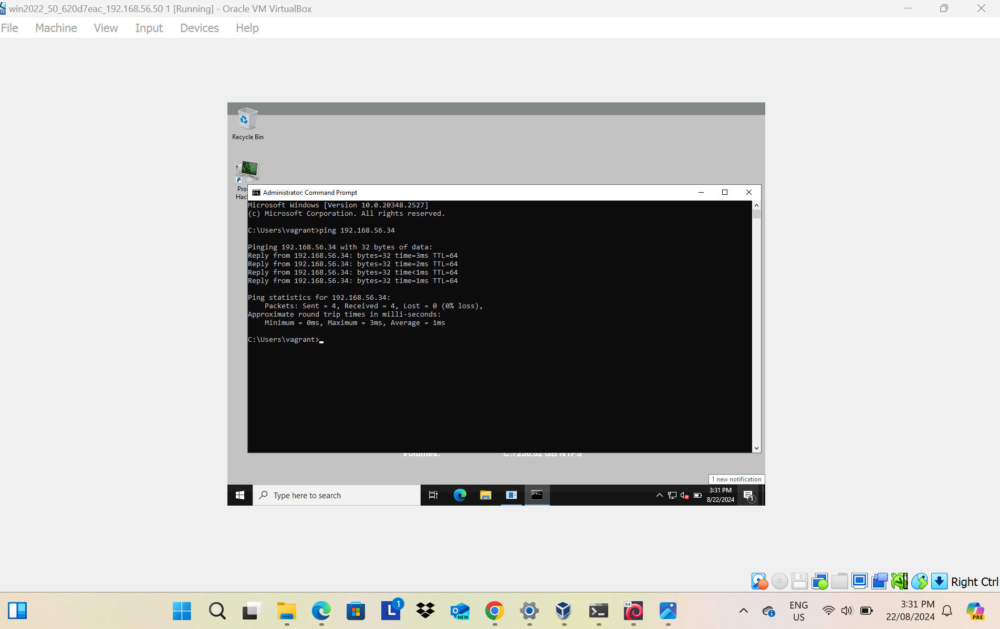 win2022_50_620d7eac_192.168.56.50 1 [Running] - Oracle VM VirtualBox
File Machine View Input Devices Help
Recycle Bin
Pro
Hac
Administrator: Command Prompt
Microsoft Windows [Version 10.0.20348.2527]
(c) Microsoft Corporation. All rights reserved.
C:\Users\vagrant>ping 192.168.56.34
Pinging 192.168.56.34 with 32 bytes of data:
Reply from 192.168.56.34: bytes=32 time=3ms TTL=64
Reply from 192.168.56.34: bytes=32 time=2ms TTL=64
Reply from 192.168.56.34: bytes=32 time<1ms TTL=64
Reply from 192.168.56.34: bytes=32 time=1ms TTL=64
Ping statistics for 192.168.56.34:
Packets: Sent = 4, Received = 4, Lost = 0 (0% loss),
Approximate round trip times in milli-seconds:
Minimum = 0ms, Maximum = 3ms, Average = 1ms
C:\Users\vagrant>
Volumes:
1 new notification
Type here to search
3:31 PM
8/22/2024
1
Right Ctrl
L
1
NEW
64
ENG
US
3:31 PM
22/08/2024
PRE